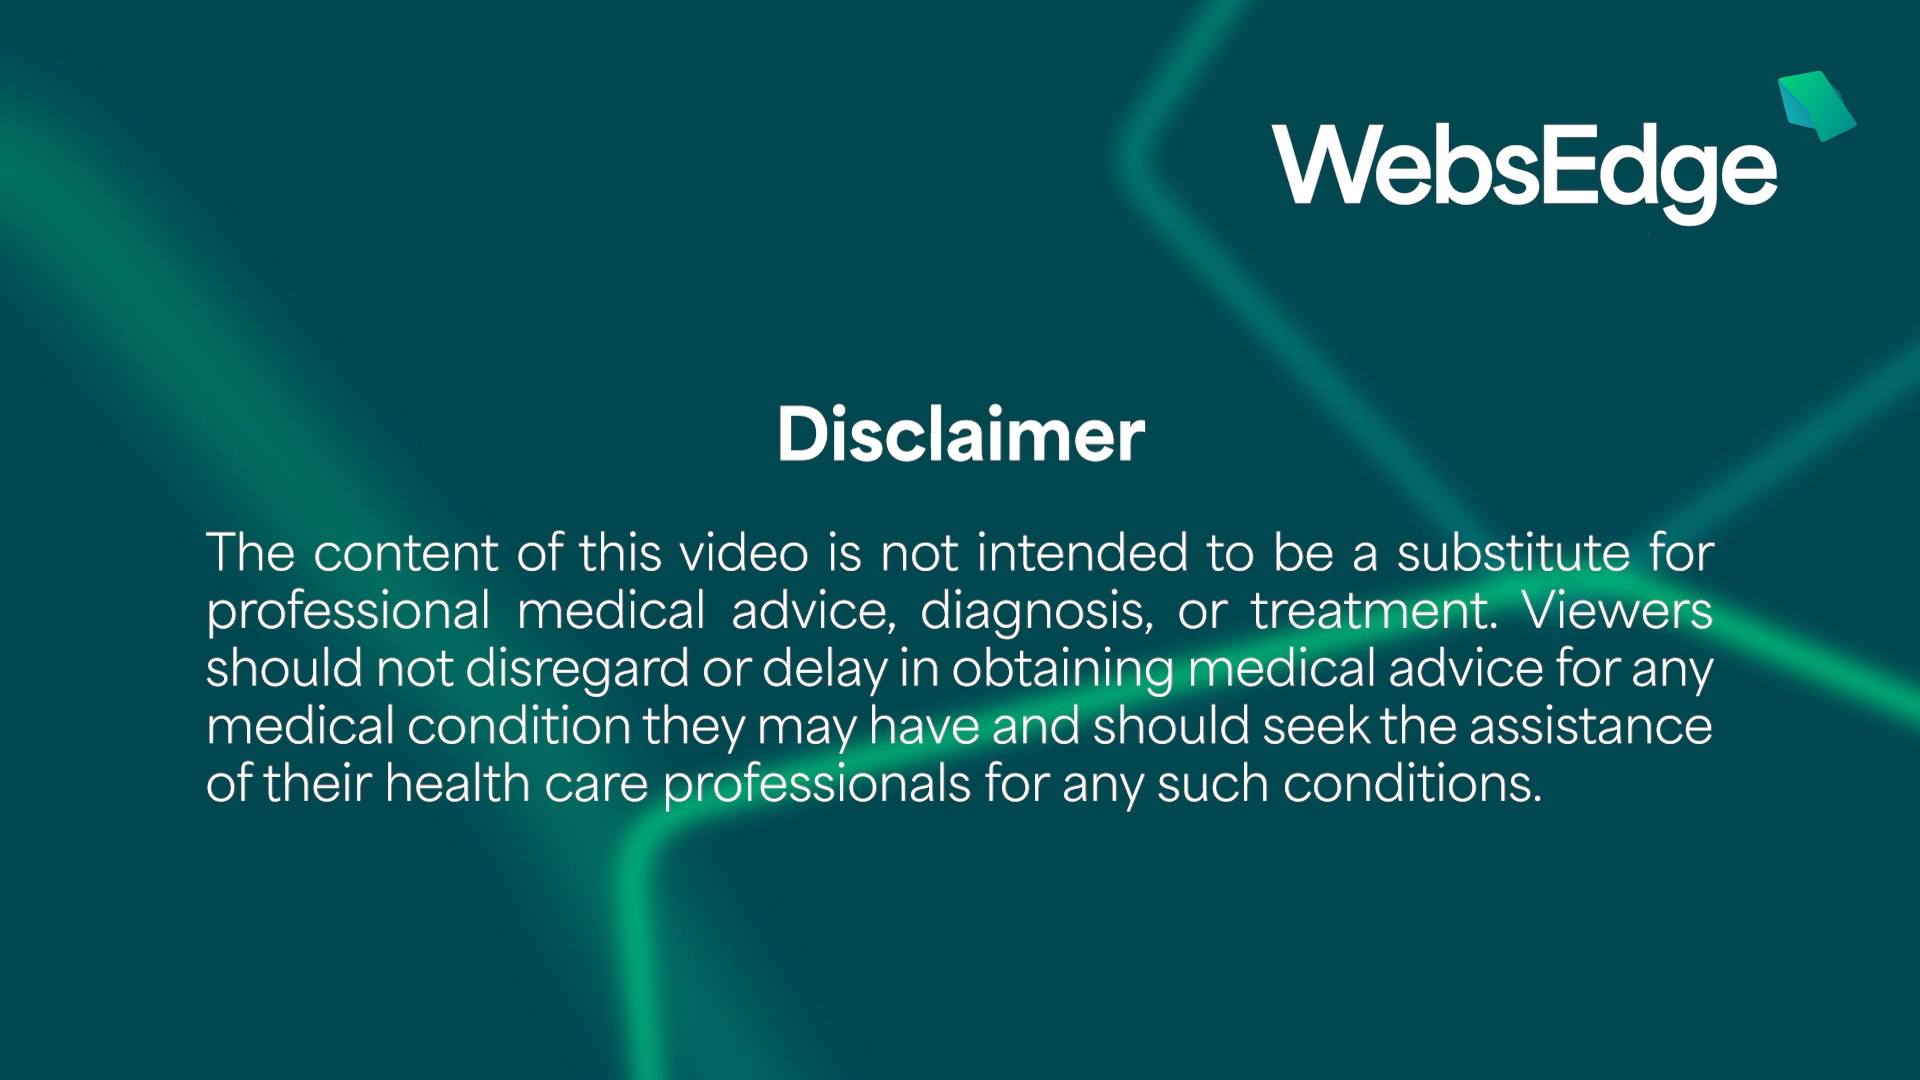 WebsEdge
Disclaimer
The content of this video is not intended to be a substitute for
professional medical advice, diagnosis, or treatment. Viewers
should not disregard or delay in obtaining medical advice for any
medical condition they may have and should seek the assistance
of their health care professionals for any such conditions.